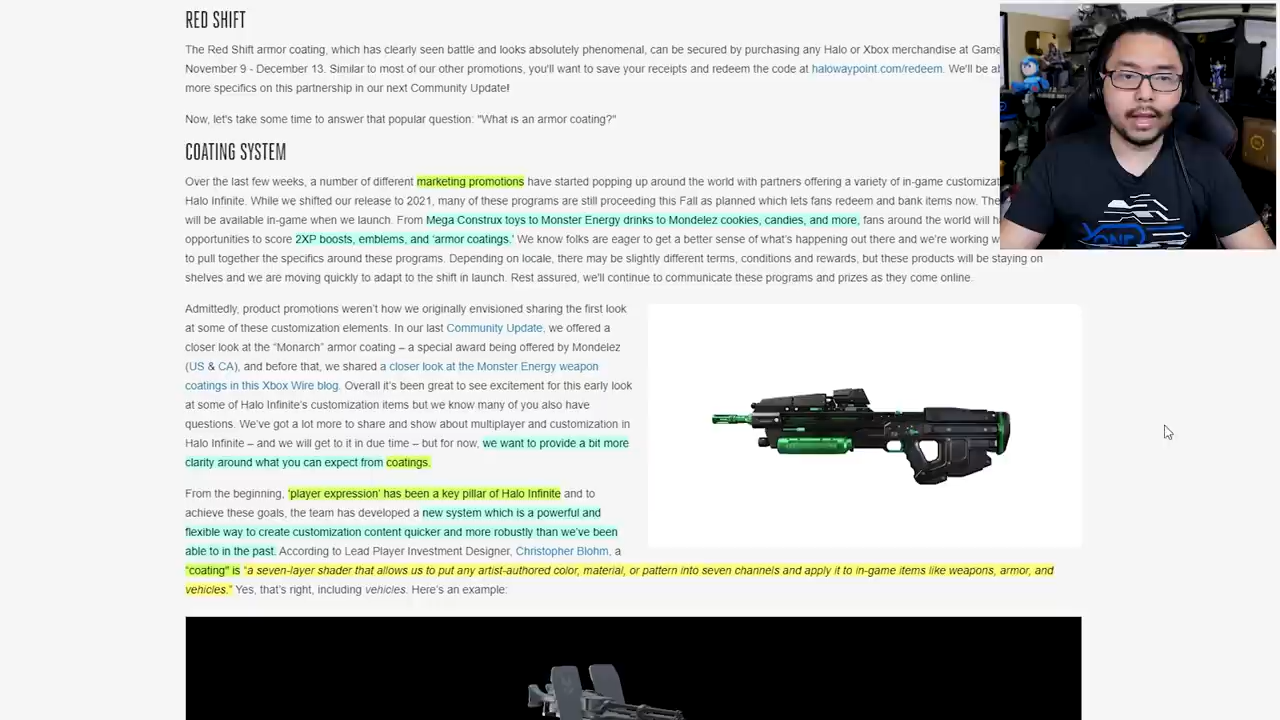 RED SHIFT
The Red Shift armor coating, which has clearly seen battle and looks absolutely phenomenal, can be secured by purchasing any Halo or Xbox merchandise at Game
November 9 - December 13. Similar to most of our other promotions, you'll want to save your receipts and redeem the code at halowaypoint.com/redeem. We'll be
more specifics on this partnership in our next Community Update!
Now, let's take some time to answer that popular question: "What is an armor coating?"
COATING SYSTEM
Over the last few weeks, a number of different marketing promotions have started popping up around the world with partners offering a variety of in-game
Halo Infinite. While we shifted our release to 2021, many of these programs are still proceeding this Fall as planned which lets fans redeem and bank items now.
will be available in-game when we launch. From Mega Construx toys to Monster Energy drinks to Mondelez cookies, candies, and more, fans around the world will
opportunities to score 2XP boosts, emblems, and 'armor coatings.' We know folks are eager to get a better sense of what's happening out there and we're working
to pull together the specifics around these programs. Depending on locale, there may be slightly different terms, conditions and rewards, but these products will be staying on
shelves and we are moving quickly to adapt to the shift in launch. Rest assured, we'll continue to communicate these programs and prizes as they come online.
Admittedly, product promotions weren't how we originally envisioned sharing the first look
at some of these customization elements. In our last Community Update, we offered a
closer look at the "Monarch" armor coating – a special award being offered by Mondelez
(US & CA), and before that, we shared a closer look at the Monster Energy weapon
coatings in this Xbox Wire blog. Overall it's been great to see excitement for this early look
at some of Halo Infinite's customization items but we know many of you also have
questions. We've got a lot more to share and show about multiplayer and customization in
Halo Infinite – and we will get to it in due time – but for now, we want to provide a bit more
clarity around what you can expect from coatings.
From the beginning, 'player expression' has been a key pillar of Halo Infinite and to
achieve these goals, the team has developed a new system which is a powerful and
flexible way to create customization content quicker and more robustly than we've been
able to in the past. According to Lead Player Investment Designer, Christopher Blohm, a
"coating" is "a seven-layer shader that allows us to put any artist-authored color, material, or pattern into seven channels and apply it to in-game items like weapons, armor, and
vehicles." Yes, that's right, including vehicles. Here's an example: